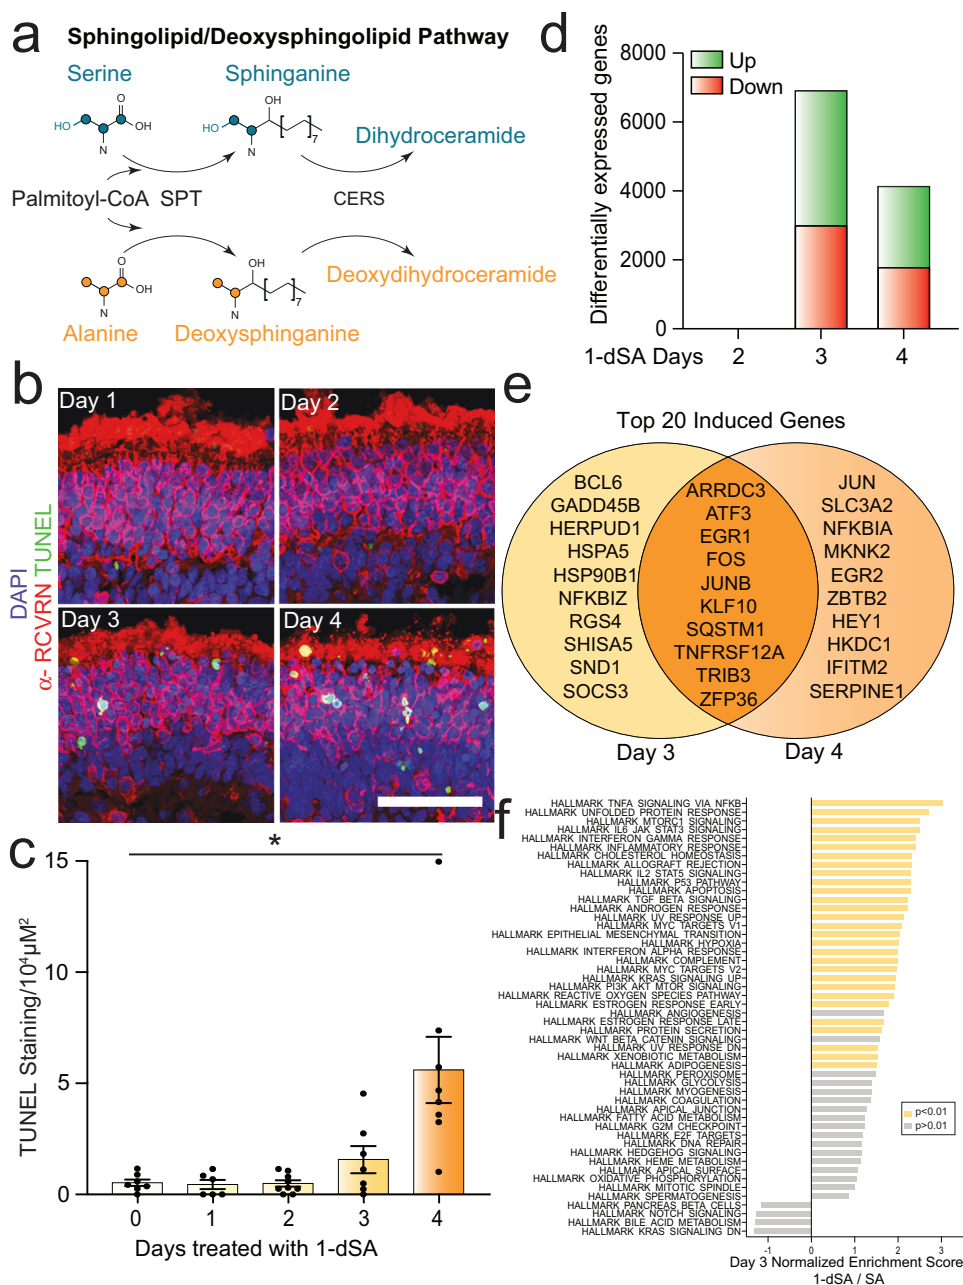 a
Sphingolipid/Deoxysphingolipid Pathway
Serine
Sphinganine
HO
O
OH
N
HO
OH
N
7
Dihydroceramide
Palmitoyl-CoA SPT
CERS
O
OH
N
OH
N
7
Deoxydihydroceramide
Alanine
Deoxysphinganine
b
DAPI
α- RCVRN TUNEL
Day 1
Day 2
Day 3
Day 4
c
*
TUNEL Staining/10⁴µM²
15
10
5
0
0 1 2 3 4
Days treated with 1-dSA
d
Differentially expressed genes
8000
6000
4000
2000
0
Up
Down
1-dSA Days 2 3 4
e
Top 20 Induced Genes
BCL6
GADD45B
HERPUD1
HSPA5
HSP90B1
NFKBIZ
RGS4
SHISA5
SND1
SOCS3
ARRDC3
ATF3
EGR1
FOS
JUNB
KLF10
SQSTM1
TNFRSF12A
TRIB3
ZFP36
JUN
SLC3A2
NFKBIA
MKNK2
EGR2
ZBTB2
HEY1
HKDC1
IFITM2
SERPINE1
Day 3
Day 4
f
HALLMARK TNFA SIGNALING VIA NFKB
HALLMARK UNFOLDED PROTEIN RESPONSE
HALLMARK MTORC1 SIGNALING
HALLMARK IL6 JAK STAT3 SIGNALING
HALLMARK INTERFERON GAMMA RESPONSE
HALLMARK INFLAMMATORY RESPONSE
HALLMARK CHOLESTEROL HOMEOSTASIS
HALLMARK ALLOGRAFT REJECTION
HALLMARK IL2 STAT5 SIGNALING
HALLMARK P53 PATHWAY
HALLMARK APOPTOSIS
HALLMARK TGF BETA SIGNALING
HALLMARK ANDROGEN RESPONSE
HALLMARK UV RESPONSE UP
HALLMARK MYC TARGETS V1
HALLMARK EPITHELIAL MESENCHYMAL TRANSITION
HALLMARK HYPOXIA
HALLMARK INTERFERON ALPHA RESPONSE
HALLMARK COMPLEMENT
HALLMARK MYC TARGETS V2
HALLMARK KRAS SIGNALING UP
HALLMARK PI3K AKT MTOR SIGNALING
HALLMARK REACTIVE OXYGEN SPECIES PATHWAY
HALLMARK ESTROGEN RESPONSE EARLY
HALLMARK ANGIOGENESIS
HALLMARK ESTROGEN RESPONSE LATE
HALLMARK PROTEIN SECRETION
HALLMARK WNT BETA CATENIN SIGNALING
HALLMARK UV RESPONSE DN
HALLMARK XENOBIOTIC METABOLISM
HALLMARK ADIPOGENESIS
HALLMARK PEROXISOME
HALLMARK GLYCOLYSIS
HALLMARK MYOGENESIS
HALLMARK COAGULATION
HALLMARK APICAL JUNCTION
HALLMARK FATTY ACID METABOLISM
HALLMARK G2M CHECKPOINT
HALLMARK E2F TARGETS
HALLMARK DNA REPAIR
HALLMARK HEDGEHOG SIGNALING
HALLMARK HEME METABOLISM
HALLMARK APICAL SURFACE
HALLMARK OXIDATIVE PHOSPHORYLATION
HALLMARK MITOTIC SPINDLE
HALLMARK SPERMATOGENESIS
HALLMARK PANCREAS BETA CELLS
HALLMARK NOTCH SIGNALING
HALLMARK BILE ACID METABOLISM
HALLMARK KRAS SIGNALING DN
p<0.01
p>0.01
-1 0 1 2 3
Day 3 Normalized Enrichment Score
1-dSA / SA